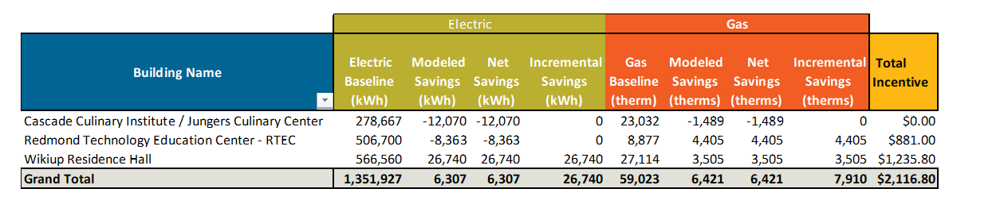 Electric Gas
Building Name Electric Baseline (kWh) Modeled Savings (kWh) Net Savings (kWh) Incremental Savings (kWh) Gas Baseline (therm) Modeled Savings (therms) Net Savings (therms) Incremental Savings (therms) Total Incentive
Cascade Culinary Institute / Jungers Culinary Center 278,667 -12,070 -12,070 0 23,032 -1,489 -1,489 0 $0.00
Redmond Technology Education Center - RTEC 506,700 -8,363 -8,363 0 8,877 4,405 4,405 4,405 $881.00
Wikiup Residence Hall 566,560 26,740 26,740 26,740 27,114 3,505 3,505 3,505 $1,235.80
Grand Total 1,351,927 6,307 6,307 26,740 59,023 6,421 6,421 7,910 $2,116.80